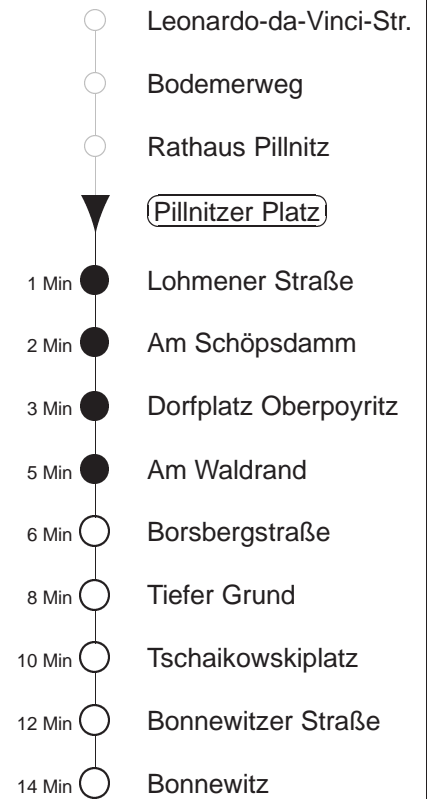 Leonardo-da-Vinci-Str.
Bodemerweg
Rathaus Pillnitz
Pillnitzer Platz
1 Min Lohmener Straße
2 Min Am Schöpsdamm
3 Min Dorfplatz Oberpoyritz
5 Min Am Waldrand
6 Min Borsbergstraße
8 Min Tiefer Grund
10 Min Tschaikowskiplatz
12 Min Bonnewitzer Straße
14 Min Bonnewitz